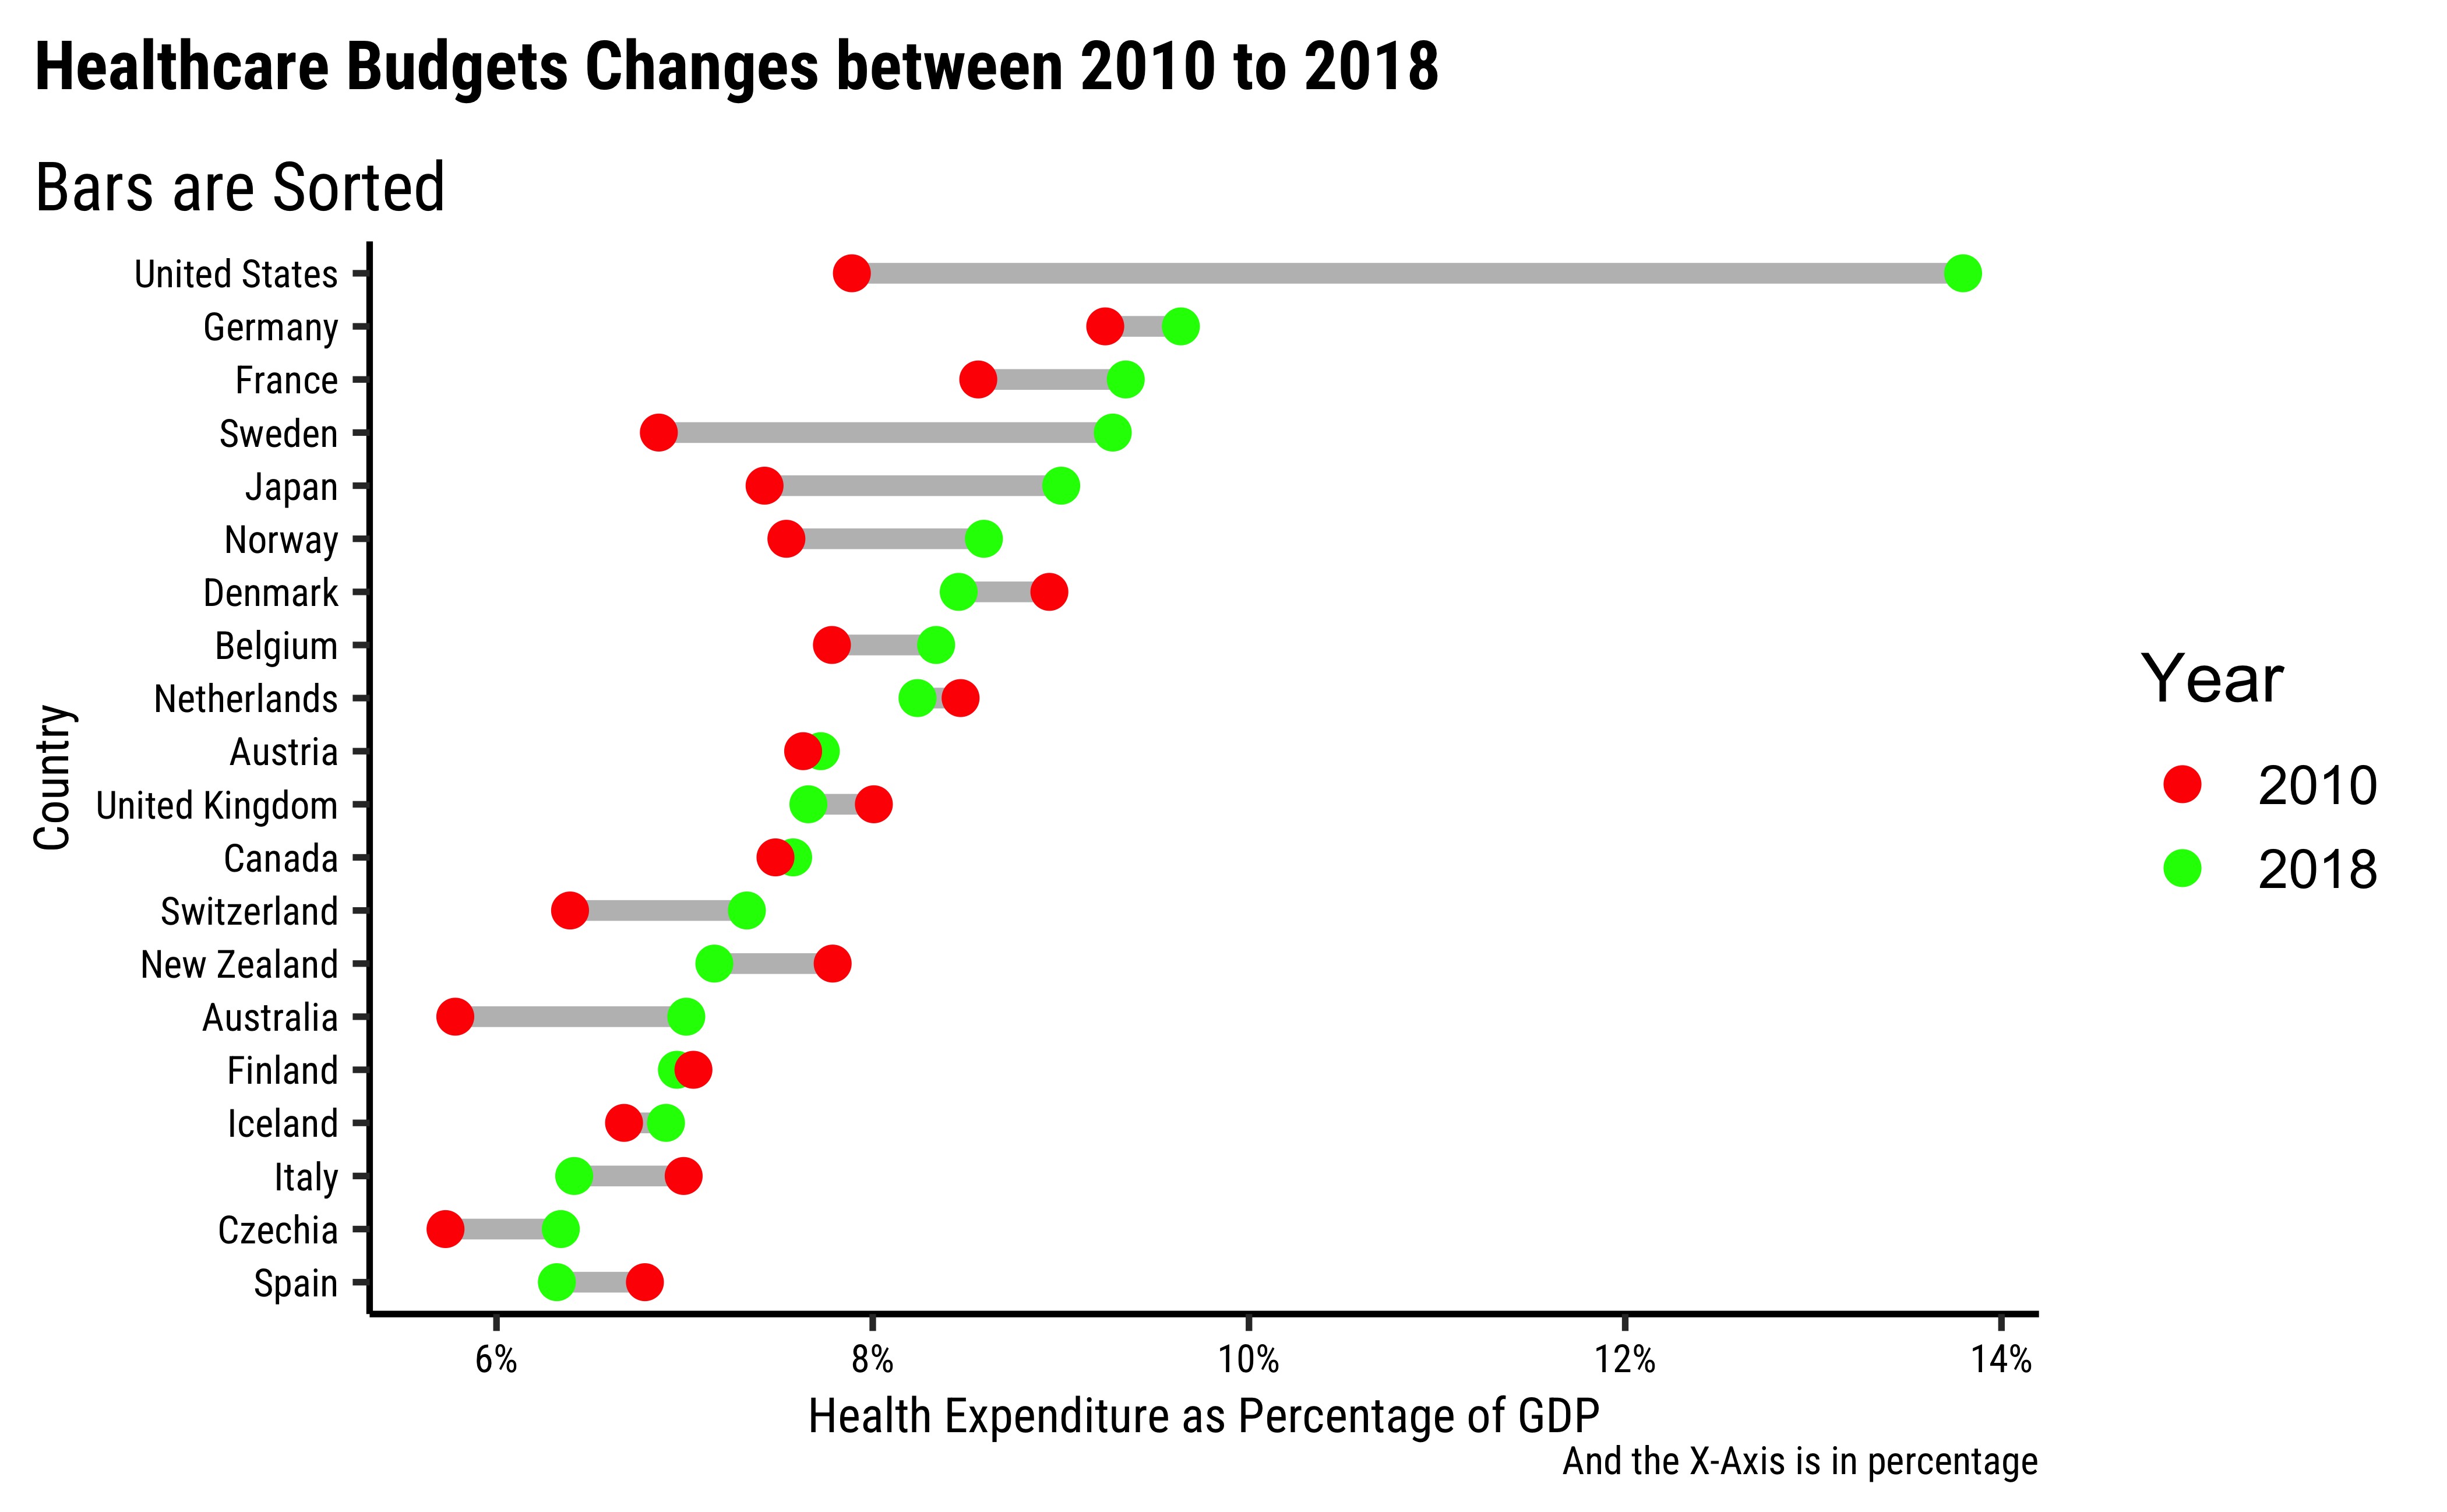 Healthcare Budgets Changes between 2010 to 2018
Bars are Sorted
Country
United States
Germany
France
Sweden
Japan
Norway
Denmark
Belgium
Netherlands
Austria
United Kingdom
Canada
Switzerland
New Zealand
Australia
Finland
Iceland
Italy
Czechia
Spain
6% 8% 10% 12% 14%
Health Expenditure as Percentage of GDP
And the X-Axis is in percentage
Year
2010
2018